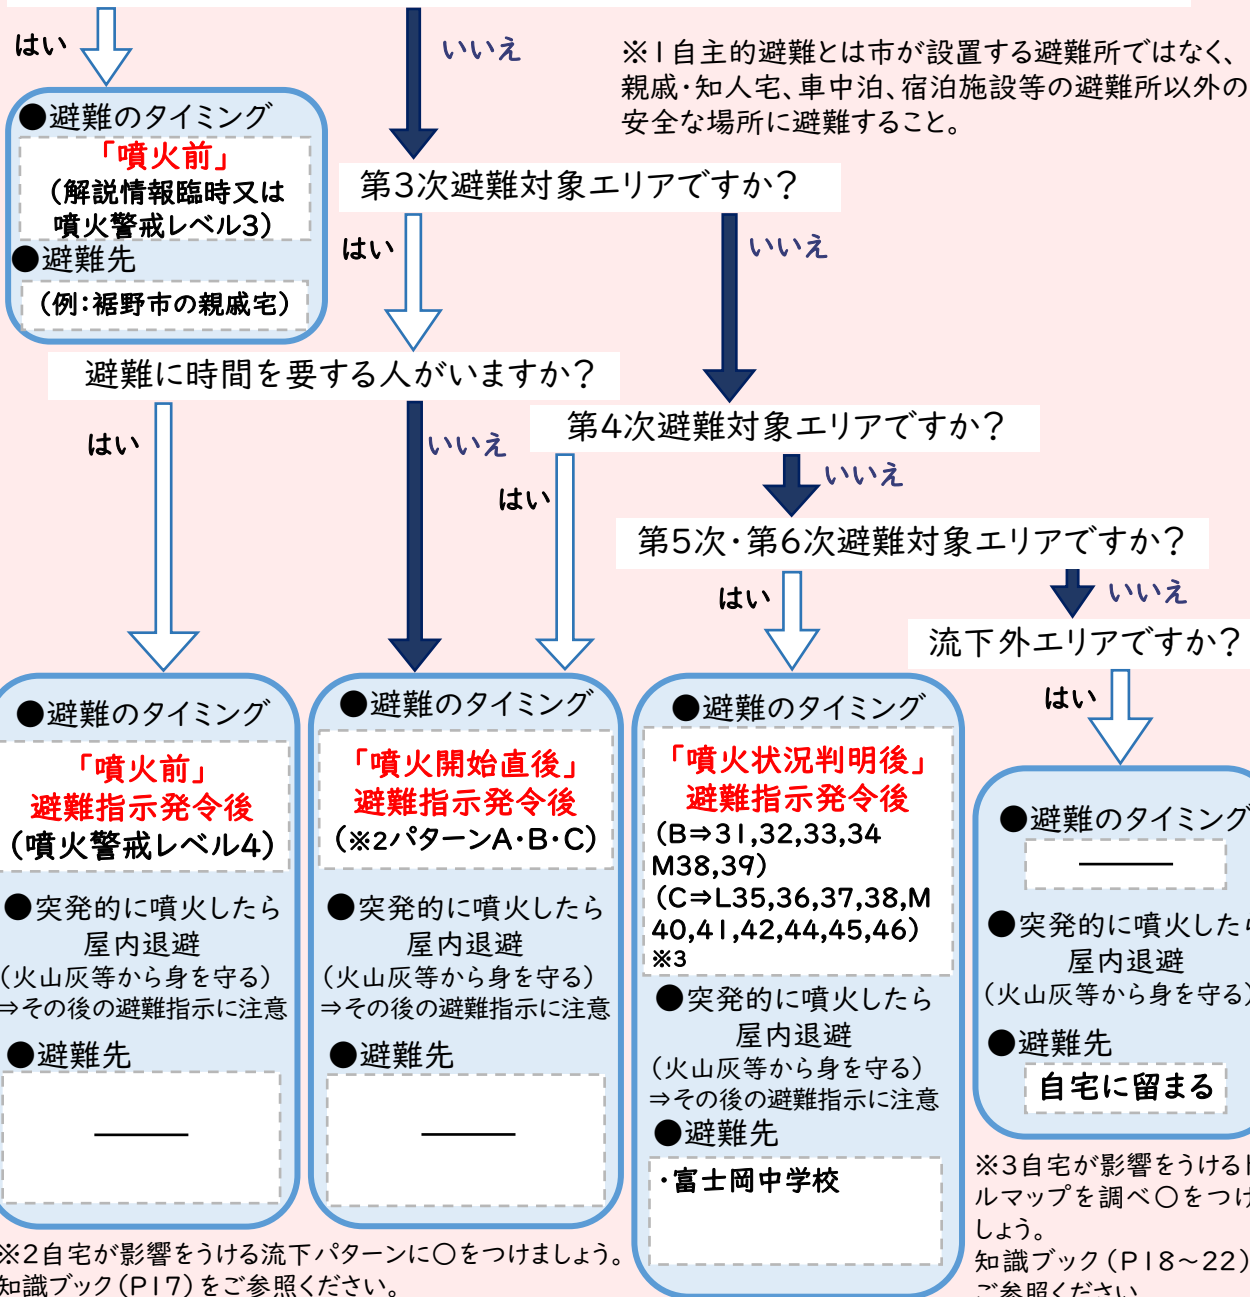 はい
いいえ
※1自主的避難とは市が設置する避難所ではなく、
親戚・知人宅、車中泊、宿泊施設等の避難所以外の
安全な場所に避難すること。
●避難のタイミング
「噴火前」
(解説情報臨時又は
噴火警戒レベル3)
●避難先
(例:裾野市の親戚宅)
第3次避難対象エリアですか?
はい
いいえ
避難に時間を要する人がいますか?
はい
いいえ
第4次避難対象エリアですか?
はい
いいえ
第5次・第6次避難対象エリアですか?
はい
いいえ
流下外エリアですか?
はい
●避難のタイミング
「噴火前」
避難指示発令後
(噴火警戒レベル4)
●突発的に噴火したら
屋内退避
(火山灰等から身を守る)
⇒その後の避難指示に注意
●避難先
●避難のタイミング
「噴火開始直後」
避難指示発令後
(※2パターンA・B・C)
●突発的に噴火したら
屋内退避
(火山灰等から身を守る)
⇒その後の避難指示に注意
●避難先
●避難のタイミング
「噴火状況判明後」
避難指示発令後
(B⇒31,32,33,34
M38,39)
(C⇒L35,36,37,38,M
40,41,42,44,45,46)
※3
●突発的に噴火したら
屋内退避
(火山灰等から身を守る)
⇒その後の避難指示に注意
●避難先
・富士岡中学校
●避難のタイミング
●突発的に噴火したら
屋内退避
(火山灰等から身を守る)
●避難先
自宅に留まる
※2自宅が影響をうける流下パターンに○をつけましょう。
知識ブック(P17)をご参照ください。
※3自宅が影響をうけるド
ルマップを調べ○をつけ
しょう。
知識ブック(P18~22)
ご参照ください